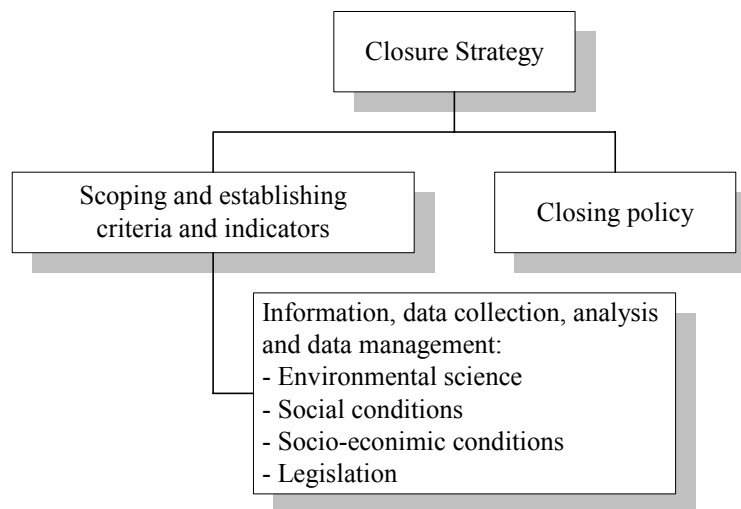 Closure Strategy
Scoping and establishing
criteria and indicators
Closing policy
Information, data collection, analysis
and data management:
- Environmental science
- Social conditions
- Socio-econimic conditions
- Legislation